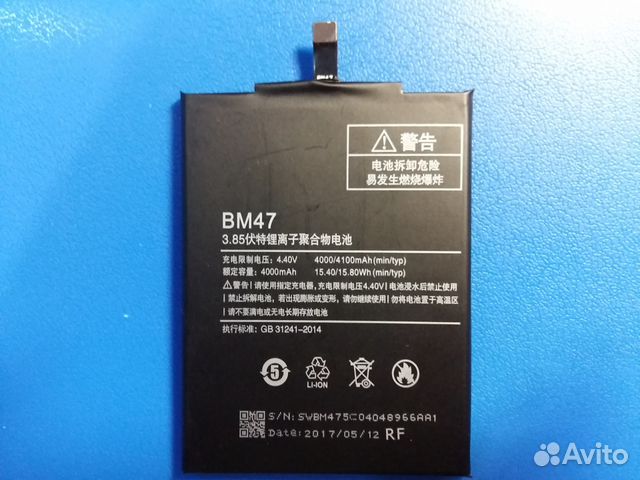 BM47
警告
电池拆卸危险
易发生燃烧爆炸
BM47
3.85伏特锂离子聚合物电池
充电限制电压: 4.40V 4000/4100mAh(min/typ)
额定容量: 4000mAh 15.40/15.80Wh(min/typ)
警告!请使用指定充电器,充电限制电压4.40V|电池浸水后禁止使用
禁止拆解电池,若出现膨胀或变形,请勿继续使用|勿将电池置于高温区
请不要满电或无电长期存放电池
执行标准: GB 31241-2014
5
LI-ION
S/N: SWBM475C04048966AA1
Date: 2017/05/12 RF
Avito